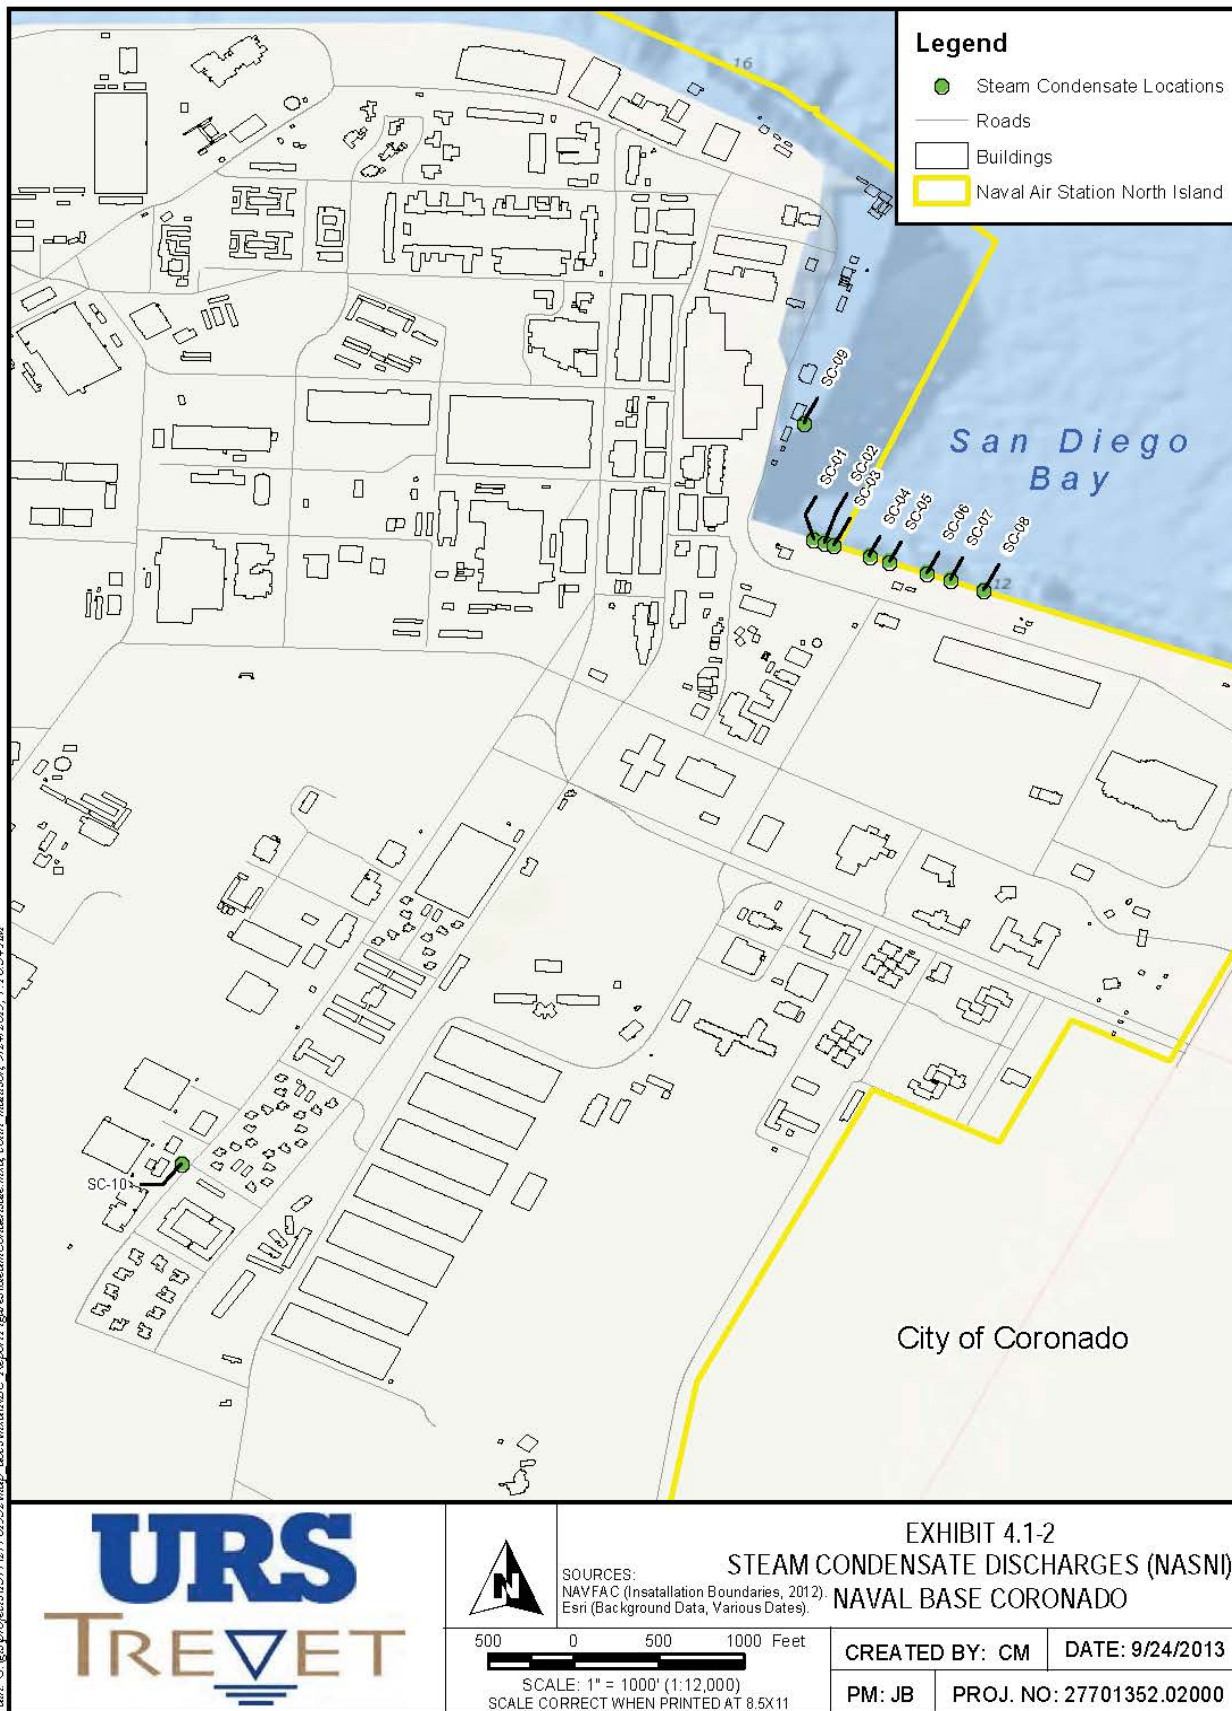 Legend
Steam Condensate Locations
Roads
Buildings
Naval Air Station North Island
16
San Diego
Bay
SC-09
SC-01
SC-02
SC-03
SC-04
SC-05
SC-06
SC-07
SC-08
12
SC-10
City of Coronado
URS
TREVET
N
SOURCES:
NAVFAC (Insatallation Boundaries, 2012).
Esri (Background Data, Various Dates).
EXHIBIT 4.1-2
STEAM CONDENSATE DISCHARGES (NASNI)
NAVAL BASE CORONADO
500 0 500 1000 Feet
SCALE: 1" = 1000' (1:12,000)
SCALE CORRECT WHEN PRINTED AT 8.5X11
CREATED BY: CM
DATE: 9/24/2013
PM: JB
PROJ. NO: 27701352.02000